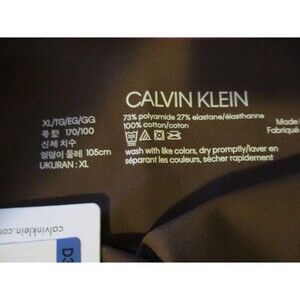 XL/TG/EG/GG
170/100
신체 치수
엉덩이 둘레 105cm
UKURAN: XL
CALVIN KLEIN
73% polyamide 27% elastane/élasthanne
100% cotton/coton
wash with like colors, dry promptly/laver en
séparant les couleurs, sécher rapidement
Made
Fabriqué
calvinklein.com